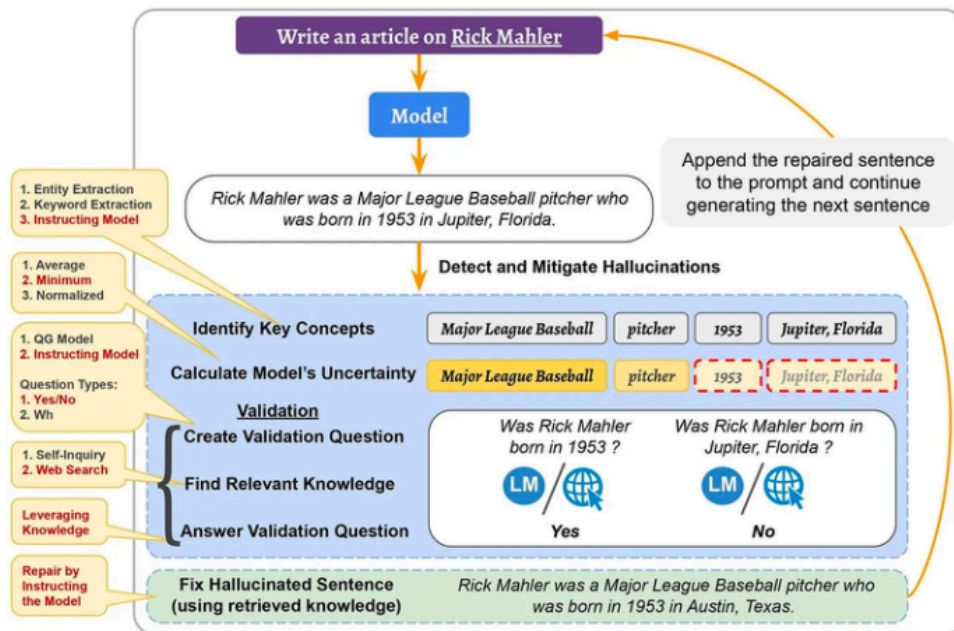 Write an article on Rick Mahler
Model
Rick Mahler was a Major League Baseball pitcher who
was born in 1953 in Jupiter, Florida.
Append the repaired sentence
to the prompt and continue
generating the next sentence
Detect and Mitigate Hallucinations
1. Entity Extraction
2. Keyword Extraction
3. Instructing Model
1. Average
2. Minimum
3. Normalized
1. QG Model
2. Instructing Model
Question Types:
1. Yes/No
2. Wh
1. Self-Inquiry
2. Web Search
Leveraging
Knowledge
Repair by
Instructing
the Model
Identify Key Concepts
Major League Baseball
pitcher
1953
Jupiter, Florida
Calculate Model's Uncertainty
Major League Baseball
pitcher
1953
Jupiter, Florida
Validation
Create Validation Question
Was Rick Mahler
born in 1953 ?
Was Rick Mahler born in
Jupiter, Florida ?
Find Relevant Knowledge
LM
LM
Answer Validation Question
Yes
No
Fix Hallucinated Sentence
(using retrieved knowledge)
Rick Mahler was a Major League Baseball pitcher who
was born in 1953 in Austin, Texas.